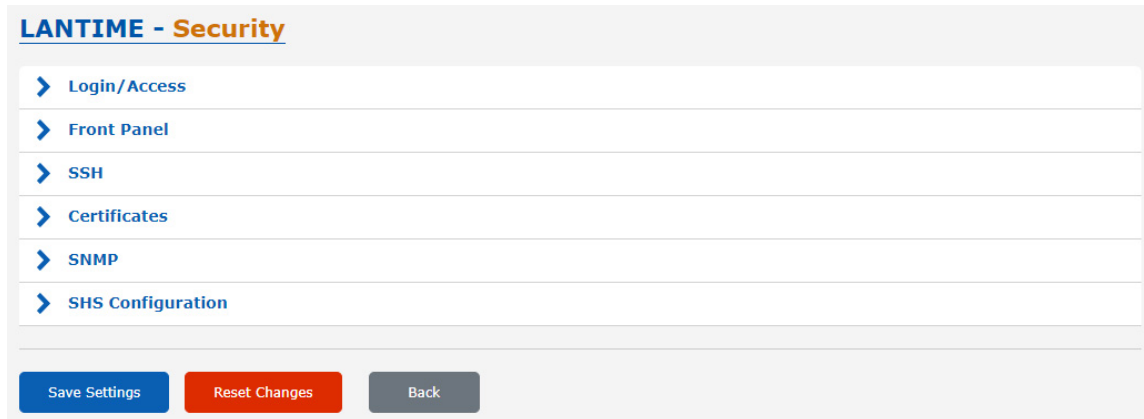 LANTIME - Security
Login/Access
Front Panel
SSH
Certificates
SNMP
SHS Configuration
Save Settings Reset Changes Back